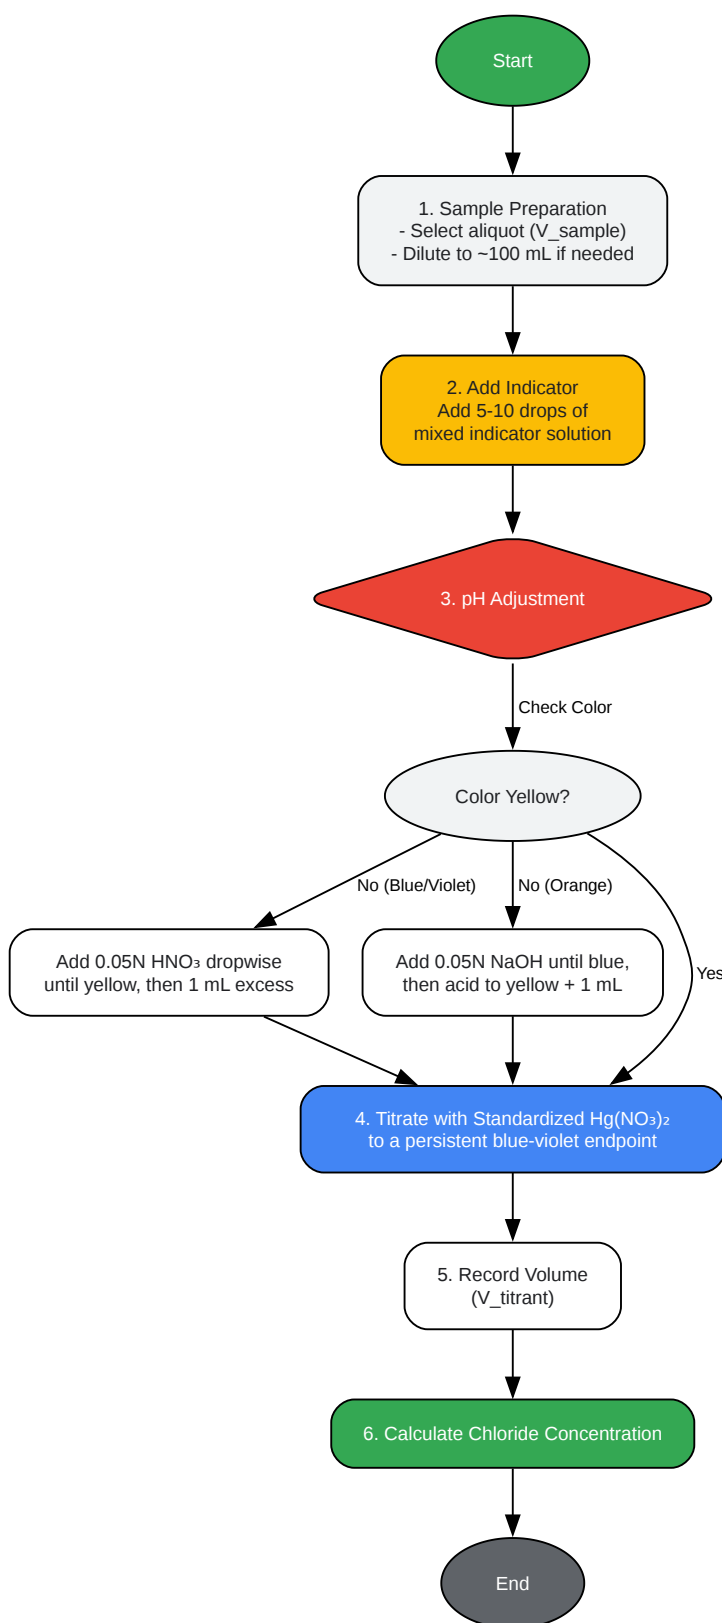 Start
1. Sample Preparation
- Select aliquot (V_sample)
- Dilute to ~100 mL if needed
2. Add Indicator
Add 5-10 drops of
mixed indicator solution
3. pH Adjustment
Check Color
Color Yellow?
No (Blue/Violet)
No (Orange)
Yes
Add 0.05N HNO₃ dropwise
until yellow, then 1 mL excess
Add 0.05N NaOH until blue,
then acid to yellow + 1 mL
4. Titrate with Standardized Hg(NO₃)₂
to a persistent blue-violet endpoint
5. Record Volume
(V_titrant)
6. Calculate Chloride Concentration
End